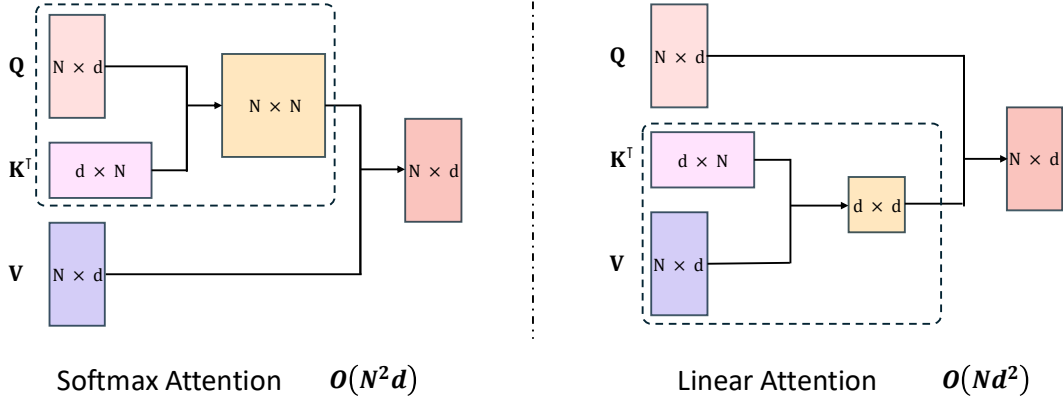 Q
N × d
N × N
K⊤
d × N
N × d
V
N × d
Softmax Attention O(N²d)
Q
N × d
K⊤
d × N
d × d
N × d
V
N × d
Linear Attention O(Nd²)